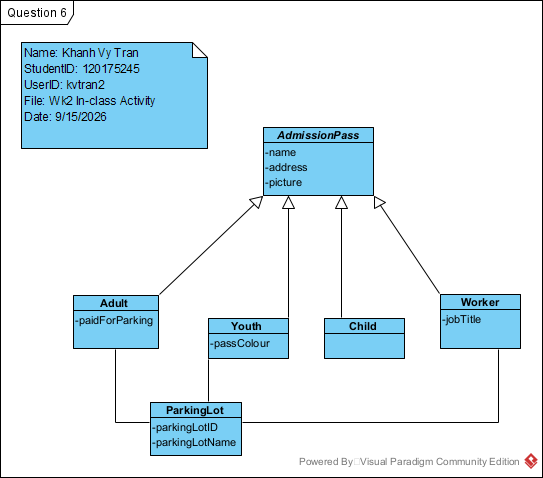 Question 6
Name: Khanh Vy Tran
StudentID: 120175245
UserID: kvtran2
File: Wk2 In-class Activity
Date: 9/15/2026
AdmissionPass
-name
-address
-picture
Adult
-paidForParking
Youth
-passColour
Child
Worker
-jobTitle
ParkingLot
-parkingLotID
-parkingLotName
Powered By Visual Paradigm Community Edition